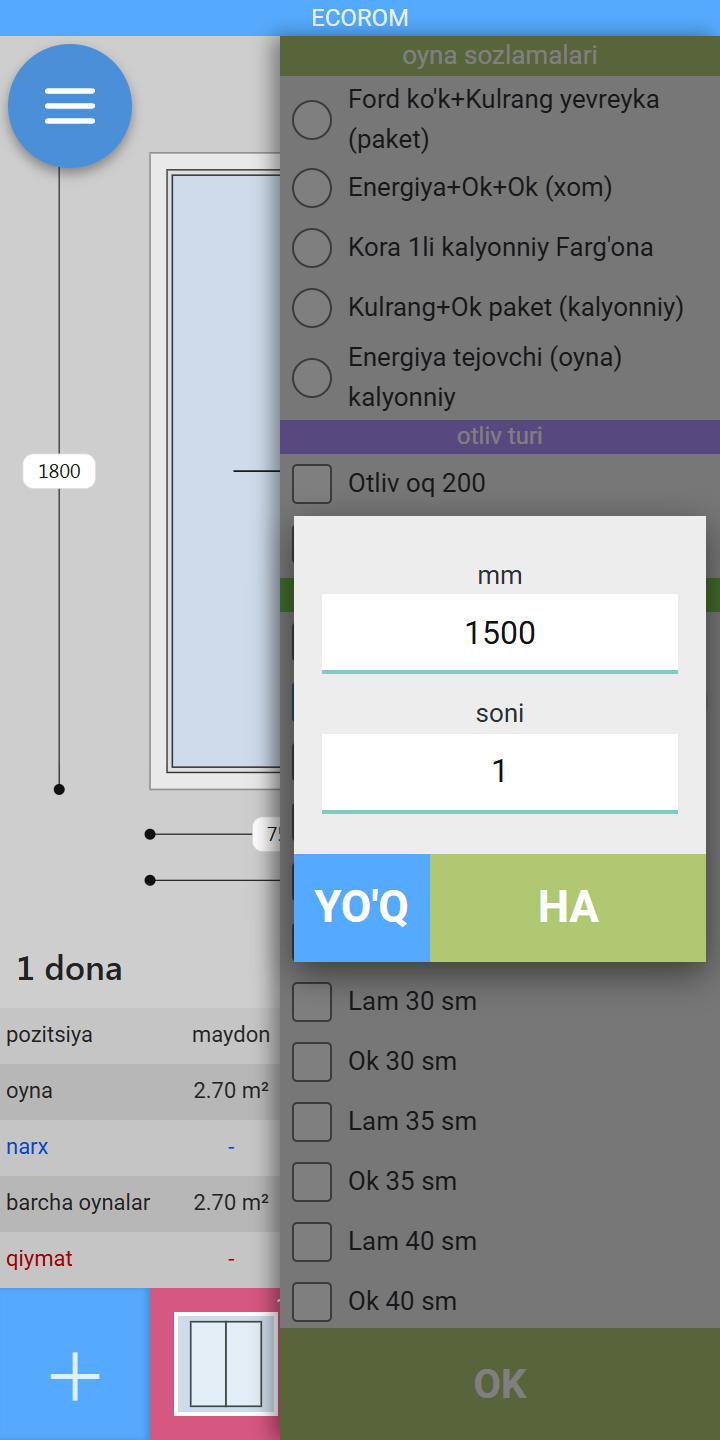 ECOROM
oyna sozlamalari
Ford ko'k+Kulrang yevreyka
(paket)
Energiya+Ok+Ok (xom)
Kora 1li kalyonniy Farg'ona
Kulrang+Ok paket (kalyonniy)
Energiya tejovchi (oyna)
kalyonniy
otliv turi
Otliv oq 200
1800
mm
1500
soni
1
YO'Q
HA
1 dona
pozitsiya maydon
oyna 2.70 m²
narx -
barcha oynalar 2.70 m²
qiymat -
Lam 30 sm
Ok 30 sm
Lam 35 sm
Ok 35 sm
Lam 40 sm
Ok 40 sm
OK